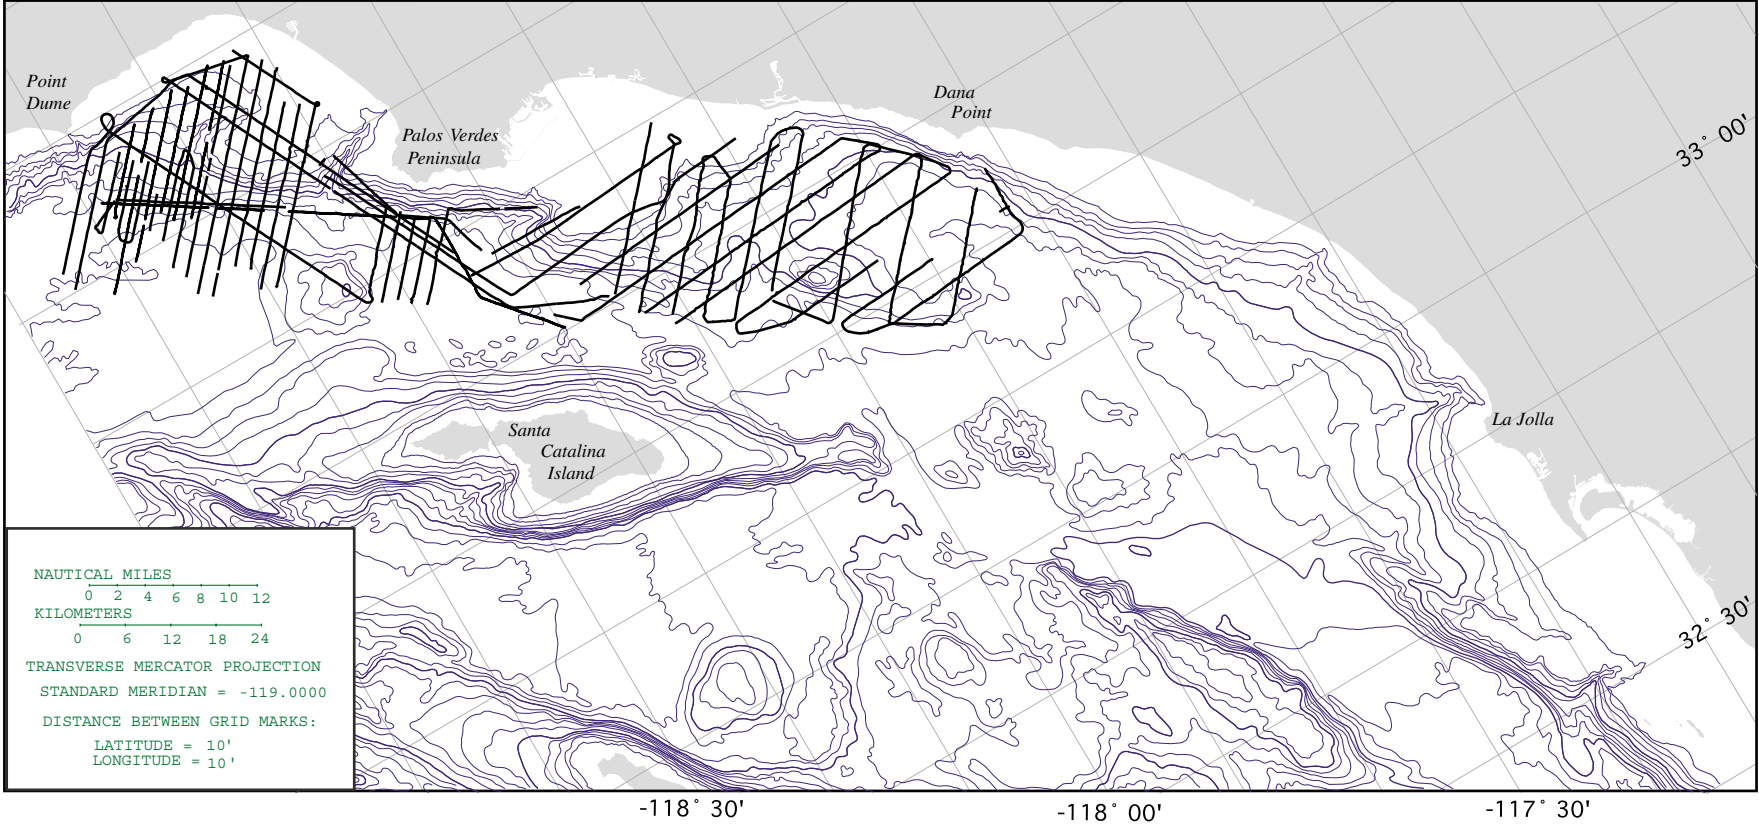 Point
Dume
Palos Verdes
Peninsula
Dana
Point
33° 00'
Santa
Catalina
Island
La Jolla
32° 30'
NAUTICAL MILES
0 2 4 6 8 10 12
KILOMETERS
0 6 12 18 24
TRANSVERSE MERCATOR PROJECTION
STANDARD MERIDIAN = -119.0000
DISTANCE BETWEEN GRID MARKS:
LATITUDE = 10'
LONGITUDE = 10'
-118° 30'
-118° 00'
-117° 30'